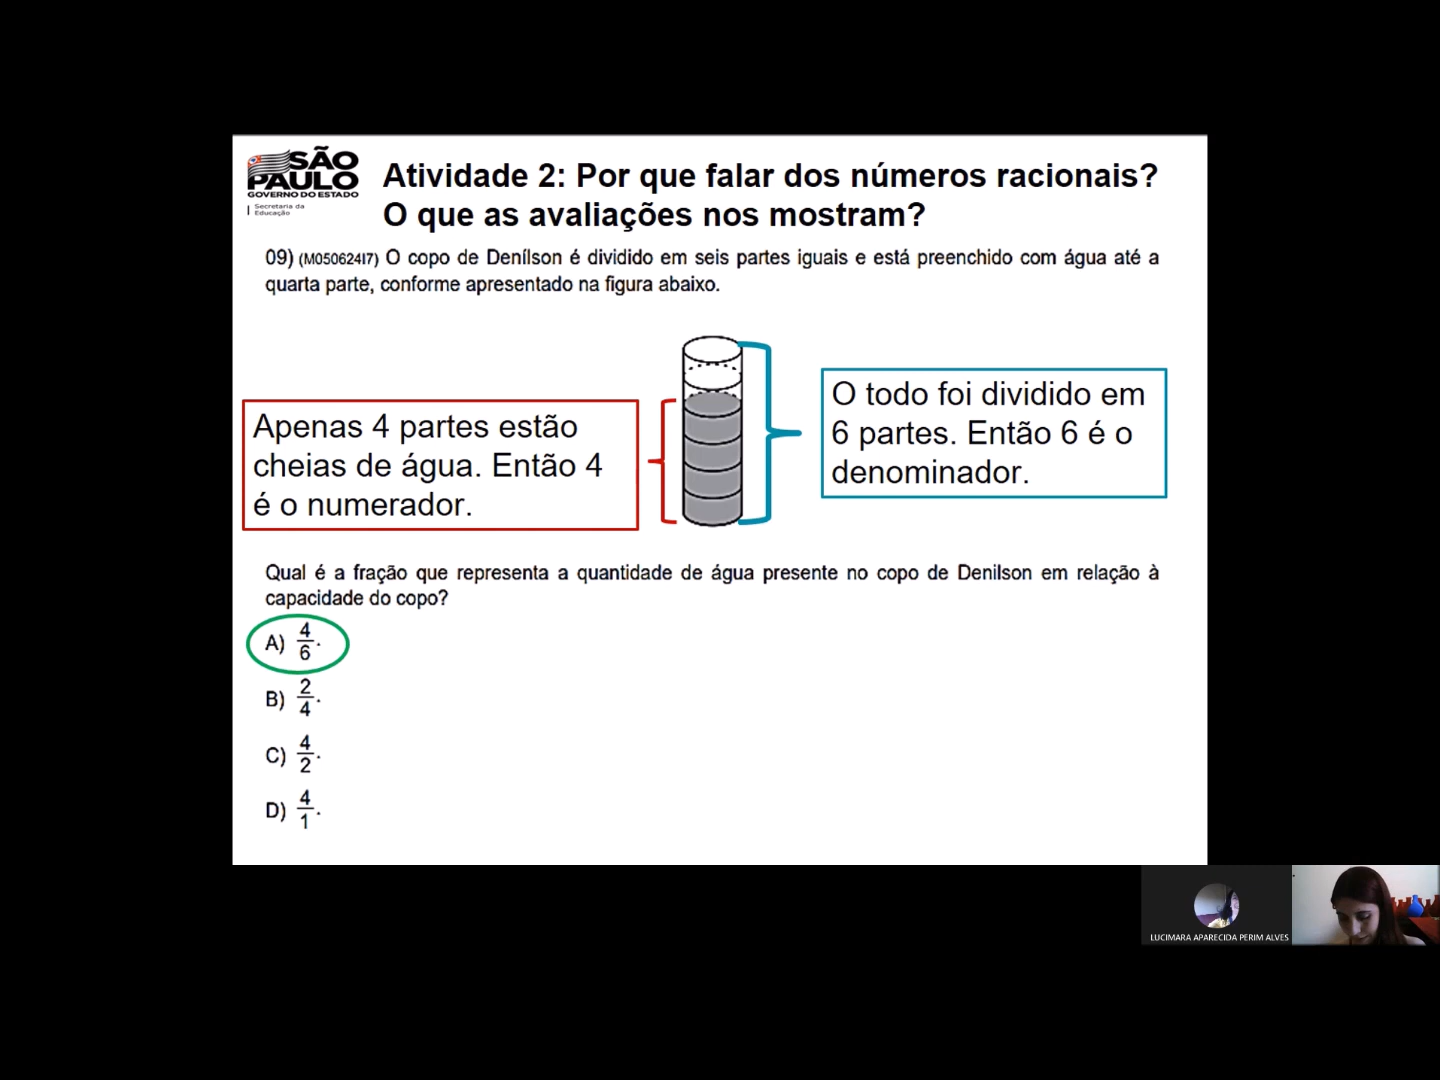 SÃO
PAULO
GOVERNO DO ESTADO
Secretaria da
Educação
Atividade 2: Por que falar dos números racionais?
O que as avaliações nos mostram?
09) (M050624I7) O copo de Denílson é dividido em seis partes iguais e está preenchido com água até a
quarta parte, conforme apresentado na figura abaixo.
Apenas 4 partes estão
cheias de água. Então 4
é o numerador.
O todo foi dividido em
6 partes. Então 6 é o
denominador.
Qual é a fração que representa a quantidade de água presente no copo de Denilson em relação à
capacidade do copo?
A) 4/6.
B) 2/4.
C) 4/2.
D) 4/1.
LUCIMARA APARECIDA PERIM ALVES